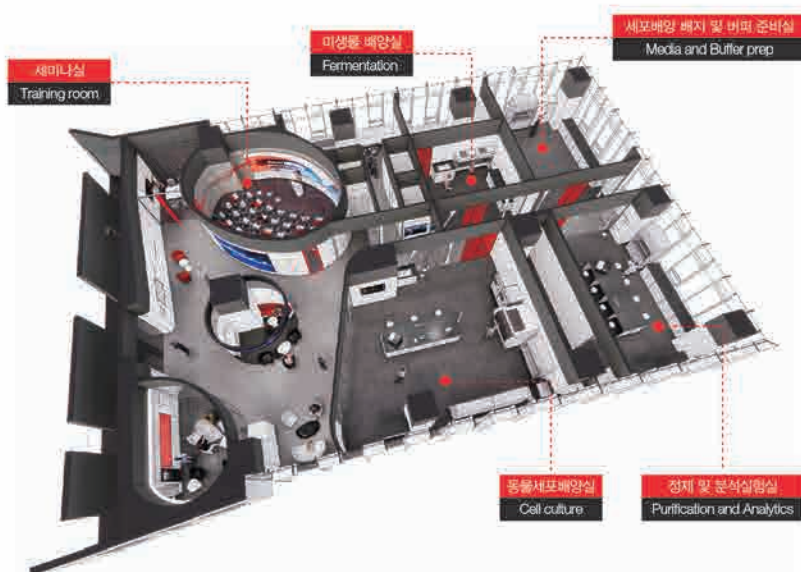 세포배양 배지 및 버퍼 준비실
Media and Buffer prep
미생물 배양실
Fermentation
세미나실
Training room
동물세포배양실
Cell culture
정제 및 분석실험실
Purification and Analytics